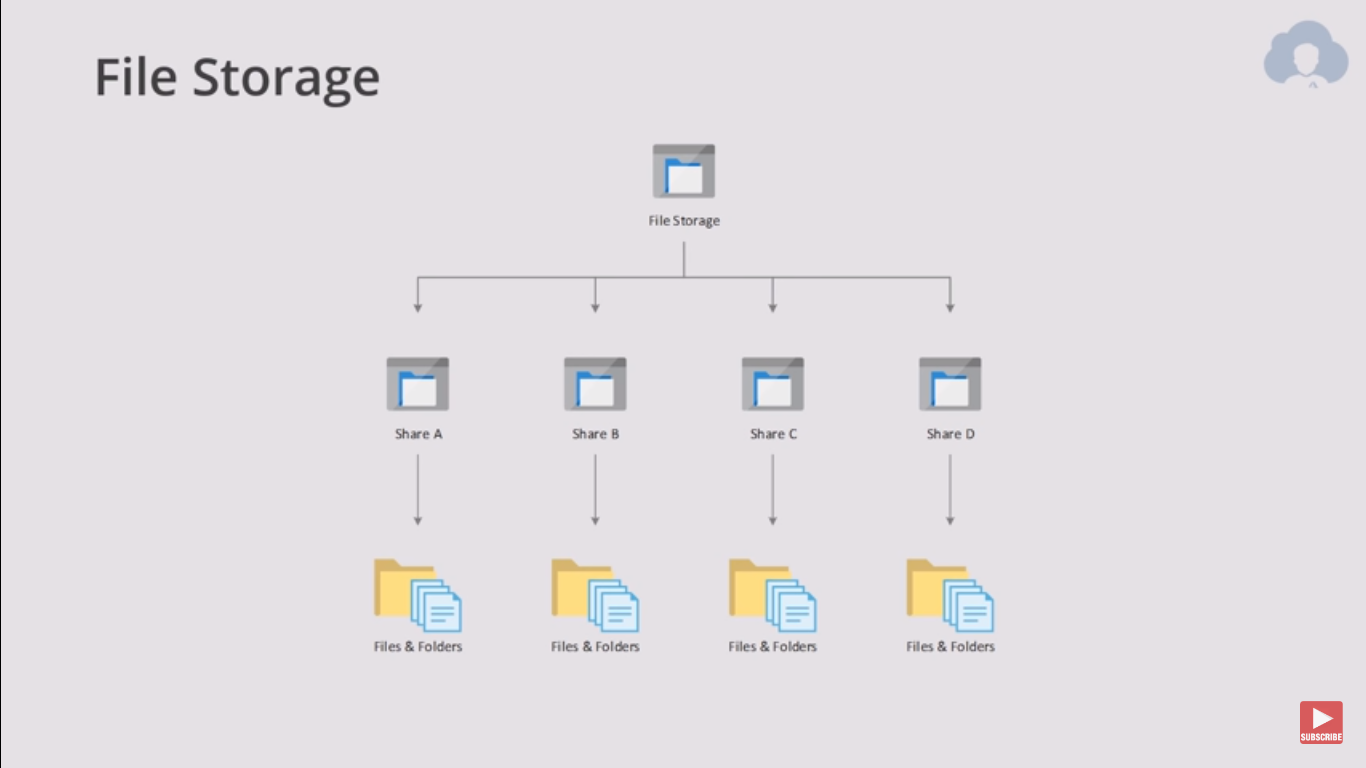 File Storage
File Storage
Share A
Share B
Share C
Share D
Files & Folders
Files & Folders
Files & Folders
Files & Folders
SUBSCRIBE